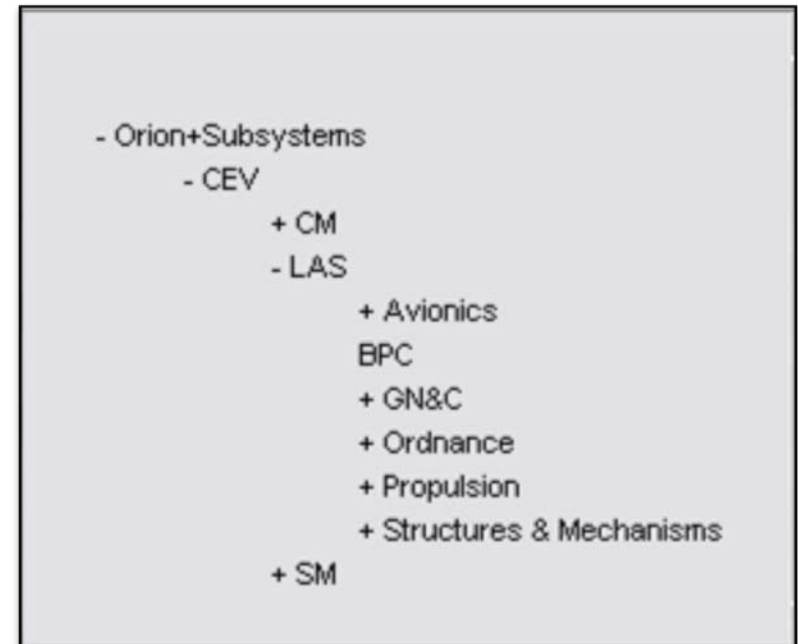 - Orion+Subsystems
- CEV
+ CM
- LAS
+ Avionics
BPC
+ GN&C
+ Ordnance
+ Propulsion
+ Structures & Mechanisms
+ SM